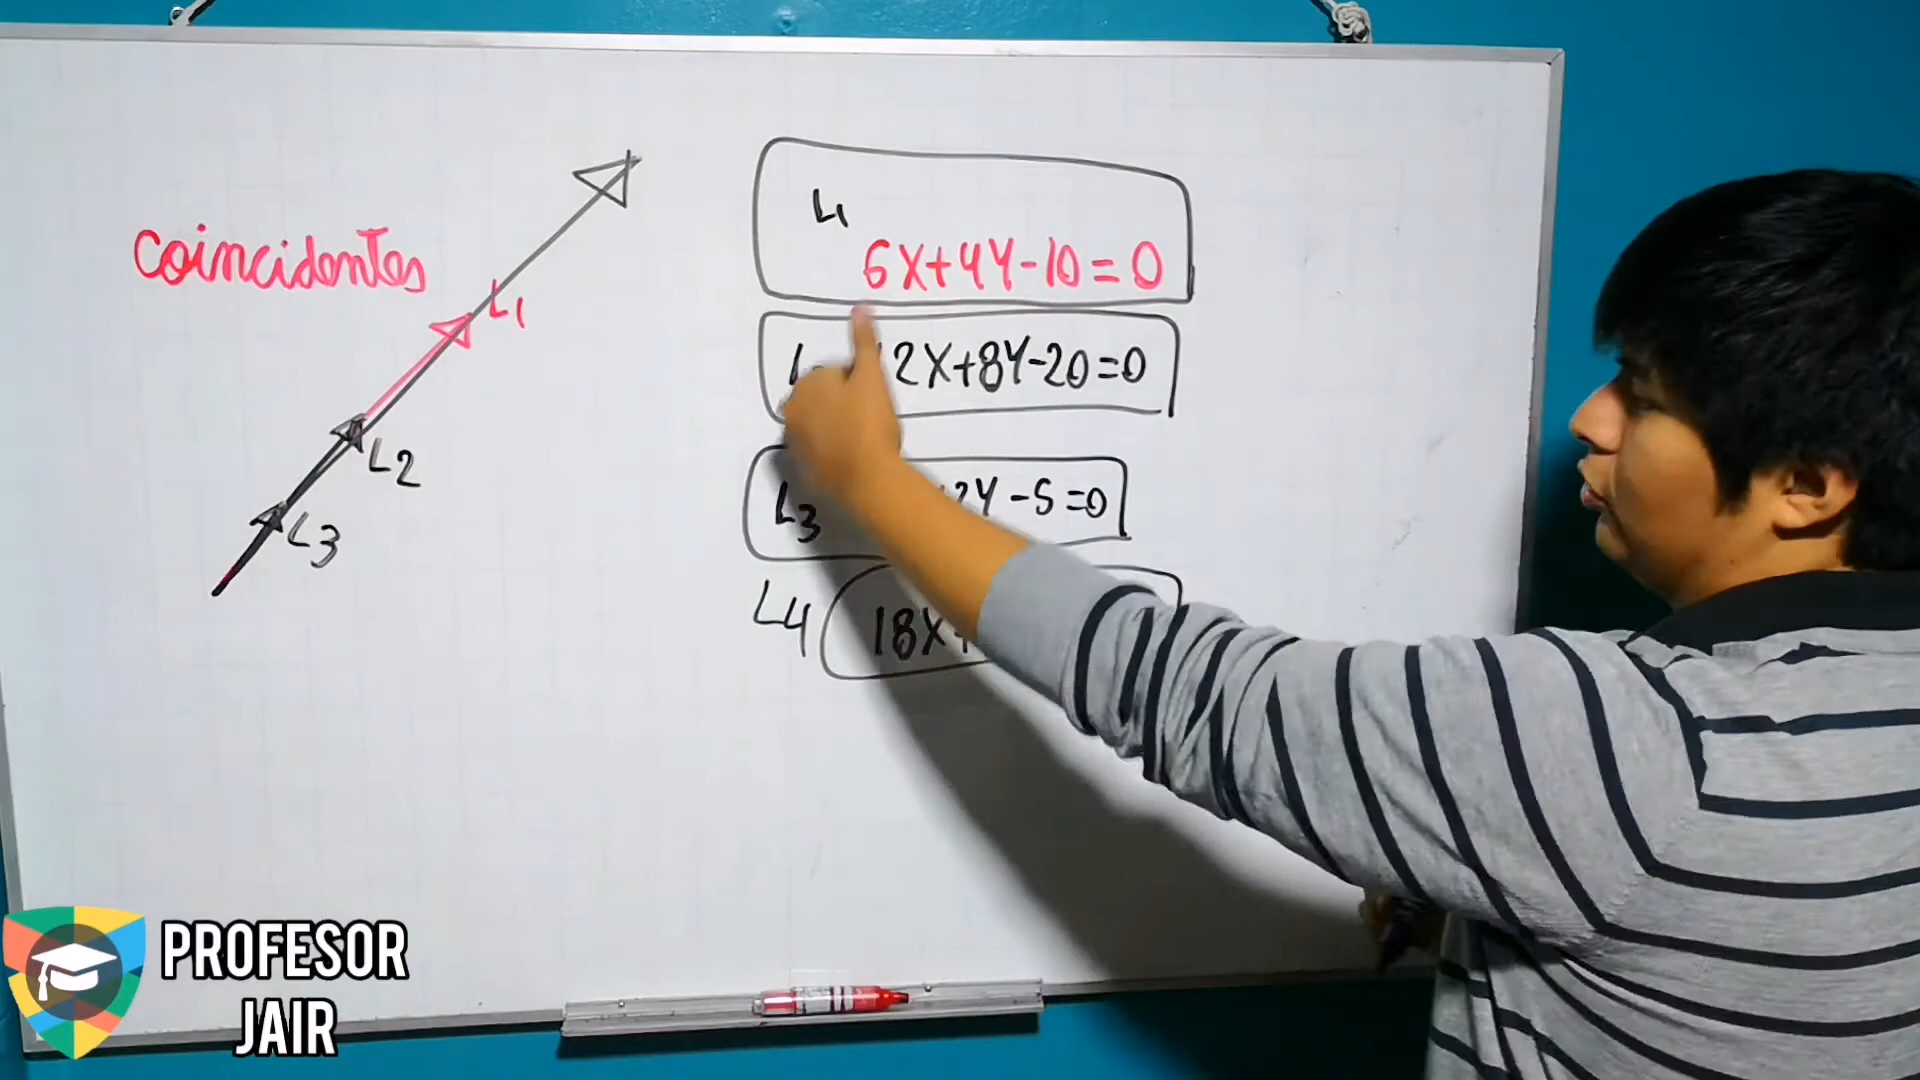 coincidentes
L1
L2
L3
L1
6X+4Y-10=0
2X+8Y-20=0
L3
2Y-5=0
L4
18X+
PROFESOR
JAIR